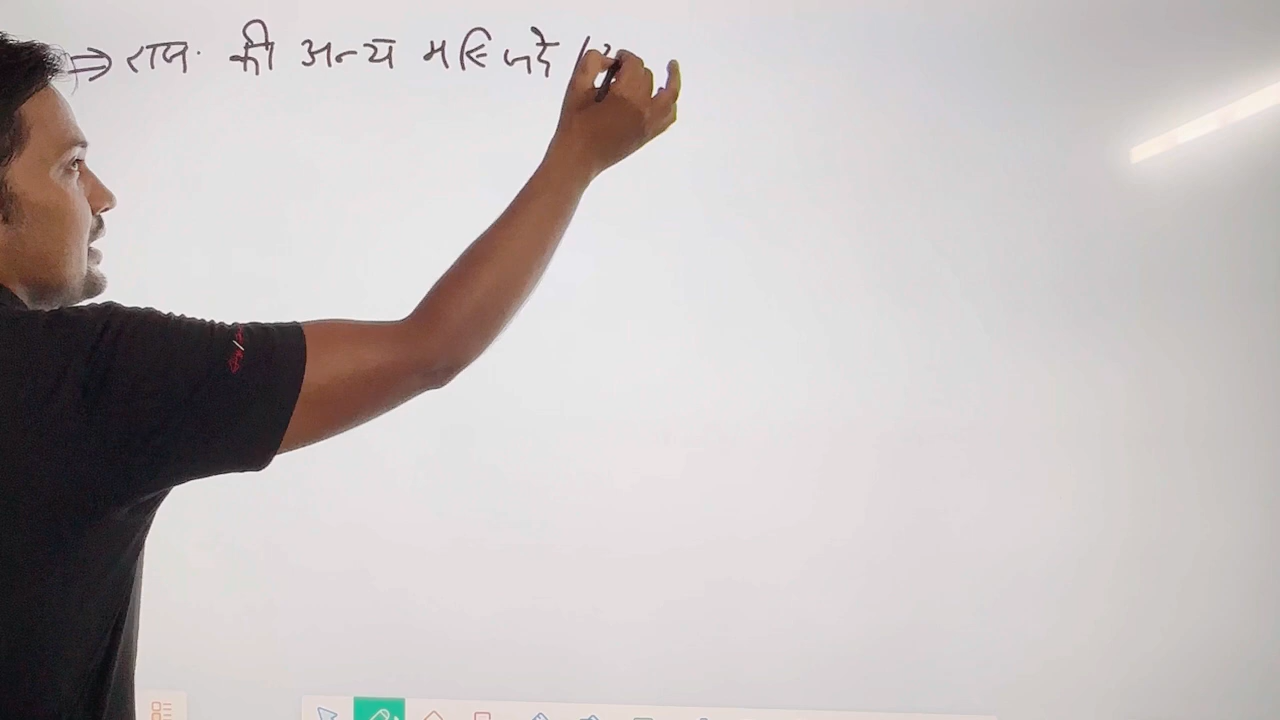 ⇒ राज. की अन्य मस्जिदे /